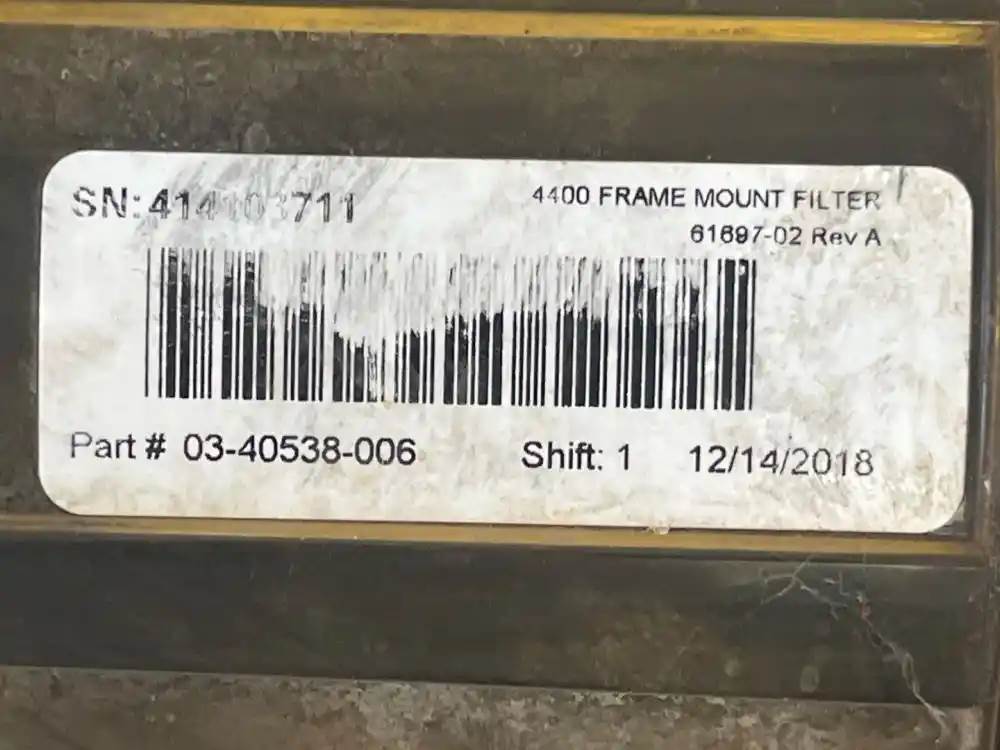 SN:
4400 FRAME MOUNT FILTER
61697-02 Rev A
Part # 03-40538-006
Shift: 1
12/14/2018